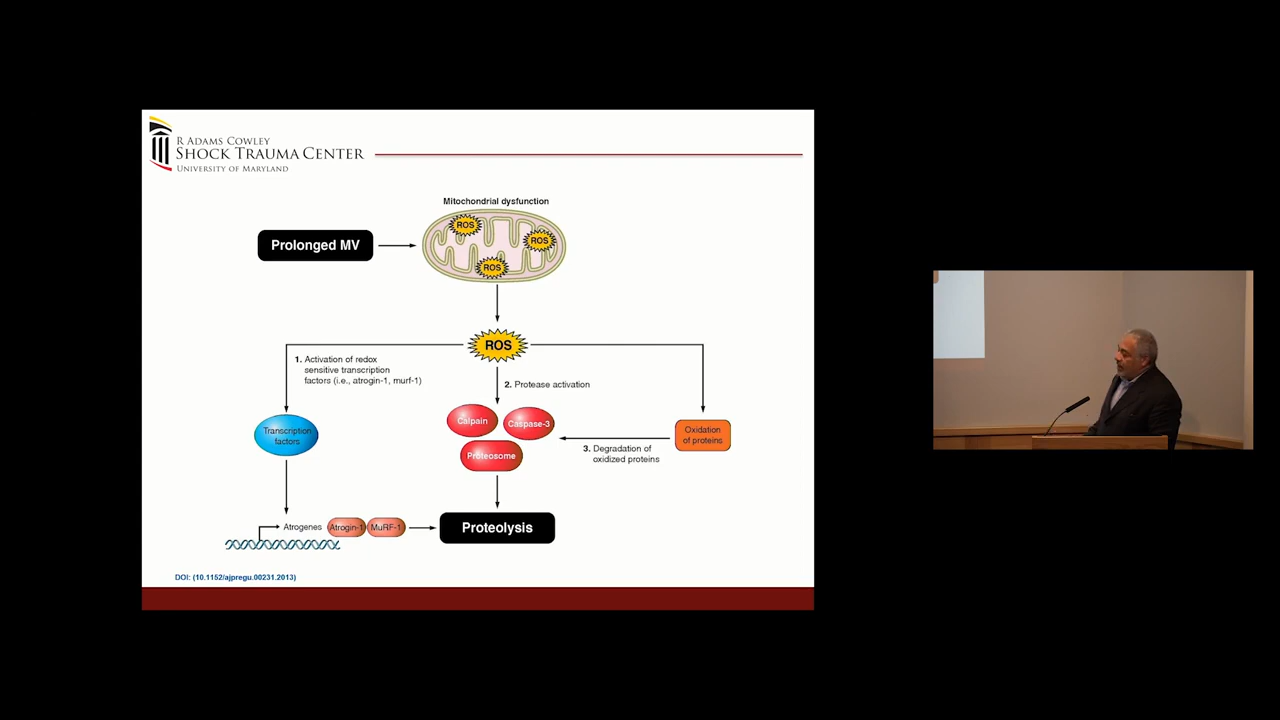 R ADAMS COWLEY
SHOCK TRAUMA CENTER
UNIVERSITY OF MARYLAND
Mitochondrial dysfunction
Prolonged MV
ROS
ROS
ROS
ROS
1. Activation of redox
sensitive transcription
factors (i.e., atrogin-1, murf-1)
2. Protease activation
Transcription
factors
Calpain
Caspase-3
Proteosome
Oxidation
of proteins
3. Degradation of
oxidized proteins
Atrogenes
Atrogin-1
MuRF-1
Proteolysis
DOI: (10.1152/ajpregu.00231.2013)